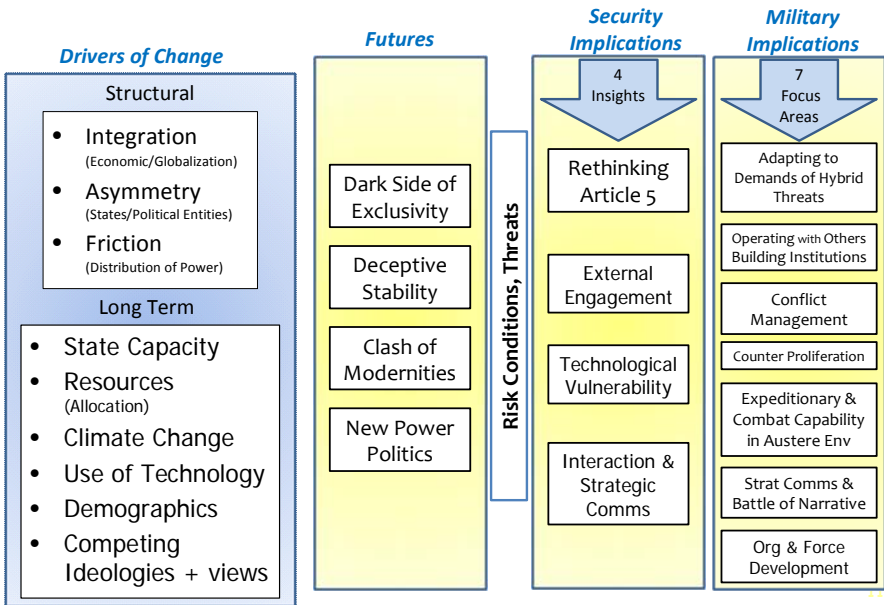 Drivers of Change
Structural
• Integration
(Economic/Globalization)
• Asymmetry
(States/Political Entities)
• Friction
(Distribution of Power)
Long Term
• State Capacity
• Resources
(Allocation)
• Climate Change
• Use of Technology
• Demographics
• Competing
Ideologies + views
Futures
Dark Side of
Exclusivity
Deceptive
Stability
Clash of
Modernities
New Power
Politics
Risk Conditions, Threats
Security
Implications
4
Insights
Rethinking
Article 5
External
Engagement
Technological
Vulnerability
Interaction &
Strategic
Comms
Military
Implications
7
Focus
Areas
Adapting to
Demands of Hybrid
Threats
Operating with Others
Building Institutions
Conflict
Management
Counter Proliferation
Expeditionary &
Combat Capability
in Austere Env
Strat Comms &
Battle of Narrative
Org & Force
Development